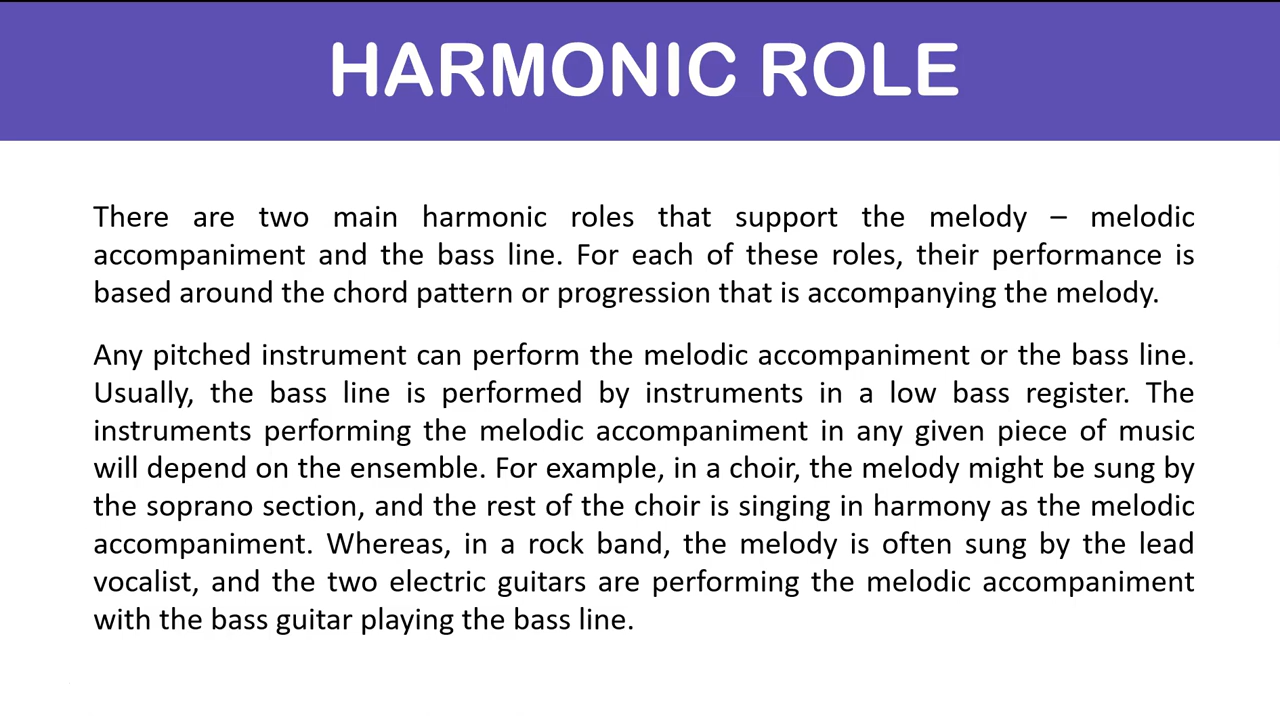 HARMONIC ROLE
There are two main harmonic roles that support the melody – melodic
accompaniment and the bass line. For each of these roles, their performance is
based around the chord pattern or progression that is accompanying the melody.
Any pitched instrument can perform the melodic accompaniment or the bass line.
Usually, the bass line is performed by instruments in a low bass register. The
instruments performing the melodic accompaniment in any given piece of music
will depend on the ensemble. For example, in a choir, the melody might be sung by
the soprano section, and the rest of the choir is singing in harmony as the melodic
accompaniment. Whereas, in a rock band, the melody is often sung by the lead
vocalist, and the two electric guitars are performing the melodic accompaniment
with the bass guitar playing the bass line.